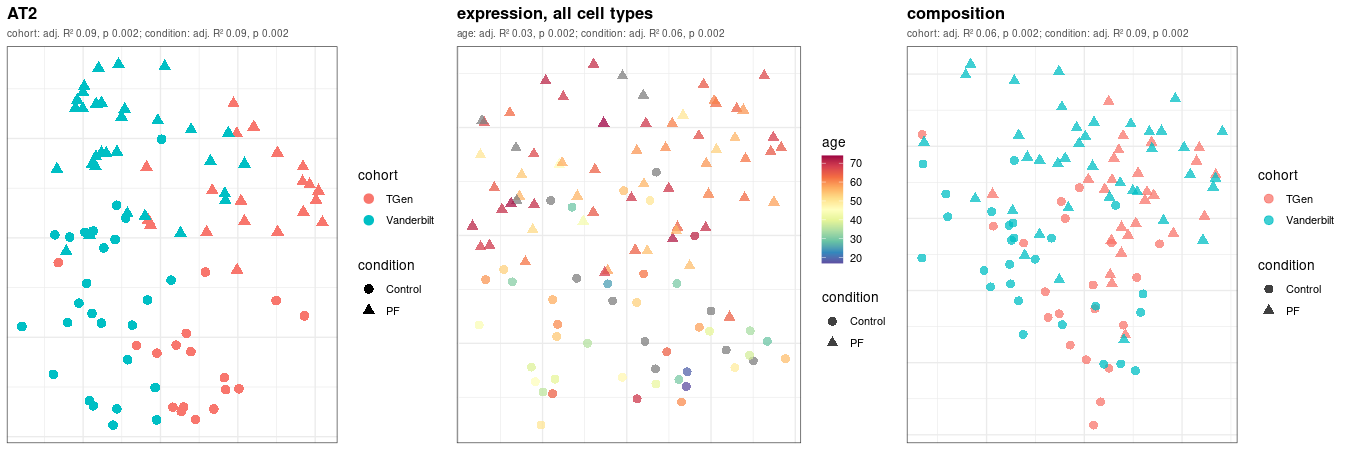 AT2
cohort: adj. R² 0.09, p 0.002; condition: adj. R² 0.09, p 0.002
cohort
TGen
Vanderbilt
condition
Control
PF
expression, all cell types
age: adj. R² 0.03, p 0.002; condition: adj. R² 0.06, p 0.002
age
70
60
50
40
30
20
condition
Control
PF
composition
cohort: adj. R² 0.06, p 0.002; condition: adj. R² 0.09, p 0.002
cohort
TGen
Vanderbilt
condition
Control
PF